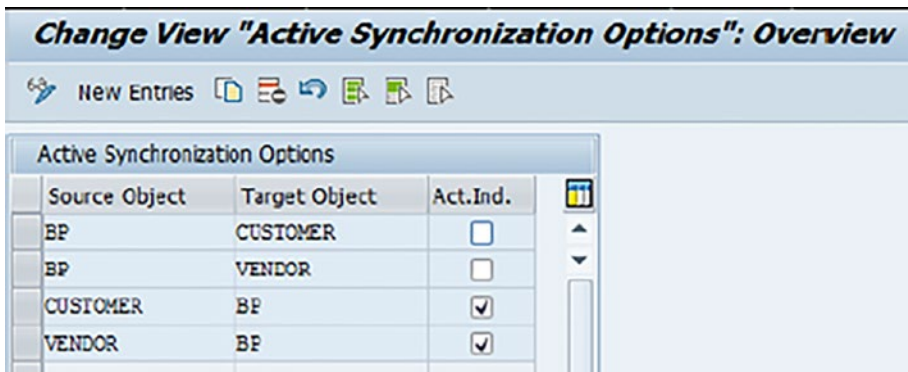 Change View "Active Synchronization Options": Overview
New Entries
Active Synchronization Options
Source Object Target Object Act.Ind.
BP CUSTOMER
BP VENDOR
CUSTOMER BP
VENDOR BP